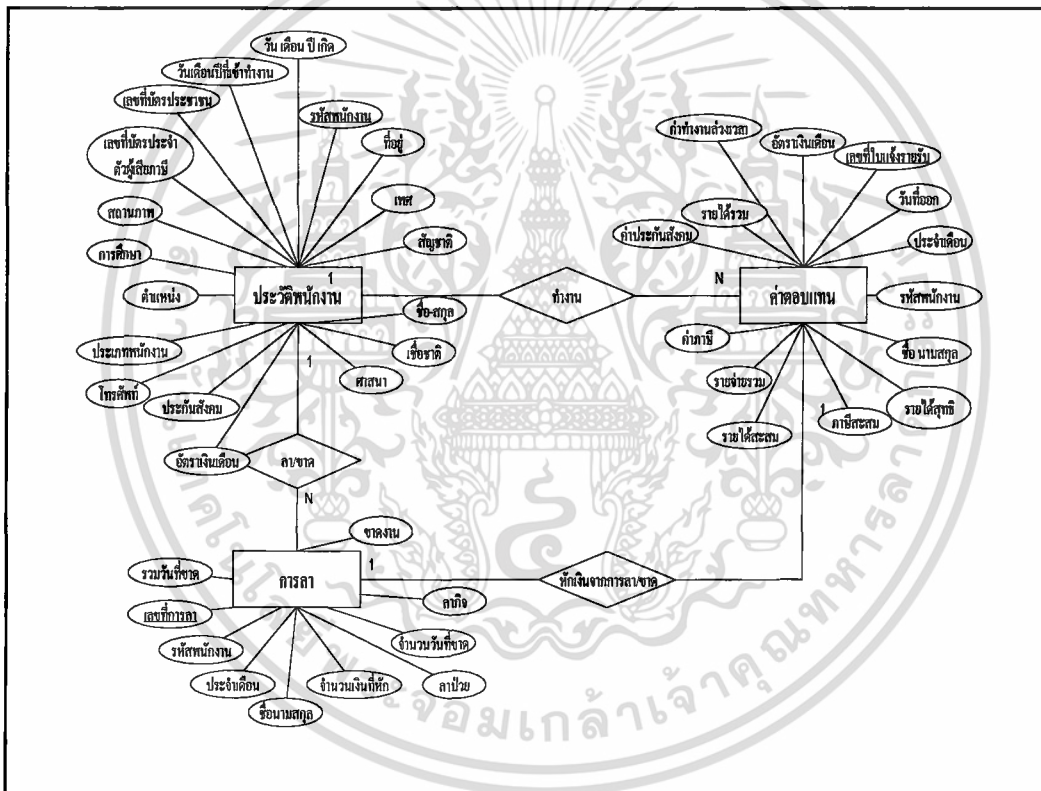 วัน เดือน ปี เกิด
วันเดือนปีที่เข้าทำงาน
เลขที่บัตรประชาชน
รหัสพนักงาน
เลขที่บัตรประจำ
ตัวผู้เสียภาษี
ที่อยู่
สถานภาพ
เพศ
การศึกษา
สัญชาติ
ตำแหน่ง
ประวัติพนักงาน
1
ชื่อ-สกุล
ประเภทพนักงาน
เชื้อชาติ
โทรศัพท์
ประกันสังคม
ศาสนา
อัตราเงินเดือน
1
ทำงาน
N
ค่าทำงานล่วงเวลา
อัตราเงินเดือน
เลขที่ใบแจ้งรายรับ
รายได้รวม
วันที่ออก
ค่าประกันสังคม
ประจำเดือน
ค่าตอบแทน
รหัสพนักงาน
ค่าภาษี
ชื่อ นามสกุล
รายจ่ายรวม
รายได้สุทธิ
รายได้สะสม
1
ภาษีสะสม
ลา/ขาด
N
ขาดงาน
รวมวันที่ขาด
การลา
1
หักเงินจากการลา/ขาด
เลขที่การลา
ลากิจ
รหัสพนักงาน
จำนวนวันที่ขาด
ประจำเดือน
จำนวนเงินที่หัก
ลาป่วย
ชื่อนามสกุล